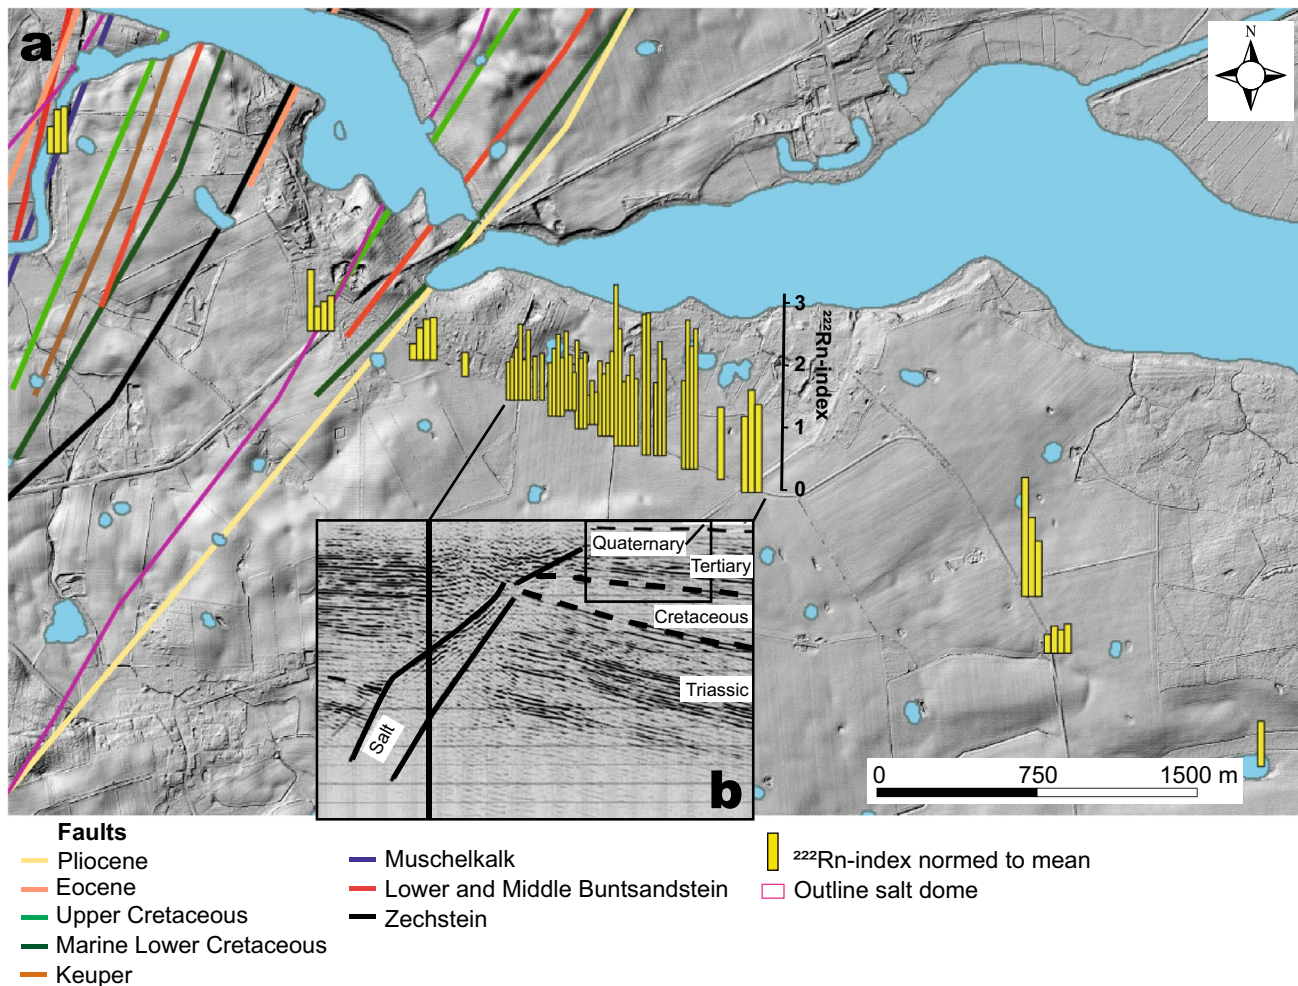 a
N
3
2
1
0
²²²Rn-index
Quaternary
Tertiary
Cretaceous
Triassic
Salt
b
0 750 1500 m
Faults
Pliocene
Eocene
Upper Cretaceous
Marine Lower Cretaceous
Keuper
Muschelkalk
Lower and Middle Buntsandstein
Zechstein
²²²Rn-index normed to mean
Outline salt dome